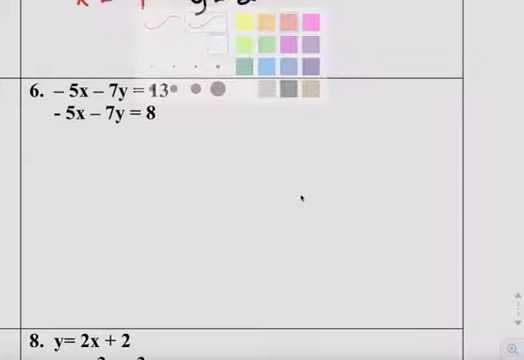 6. – 5x – 7y = 13
- 5x – 7y = 8
8. y= 2x + 2